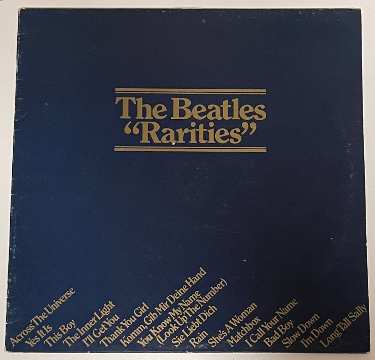 The Beatles
“Rarities”
Across The Universe
Yes It Is
This Boy
The Inner Light
I'll Get You
Thank You Girl
Komm, Gib Mir Deine Hand
You Know My Name
(Look Up The Number)
Sie Liebt Dich
Rain
She's A Woman
Matchbox
I Call Your Name
Bad Boy
Slow Down
I'm Down
Long Tall Sally